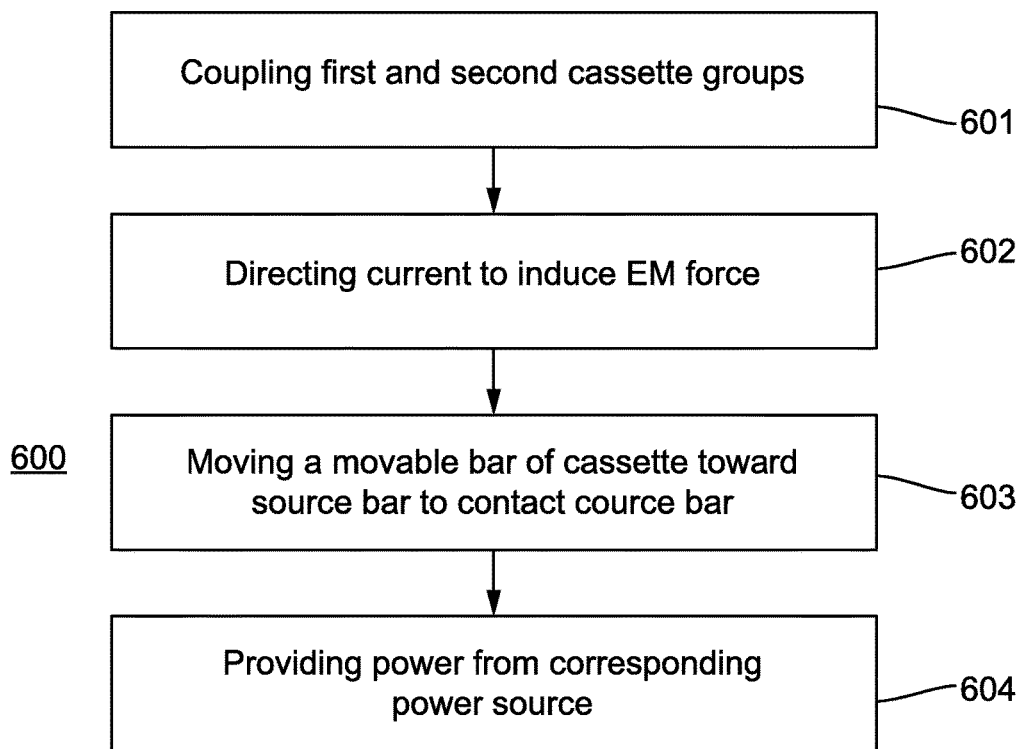 Coupling first and second cassette groups
601
Directing current to induce EM force
602
600
Moving a movable bar of cassette toward
source bar to contact cource bar
603
Providing power from corresponding
power source
604